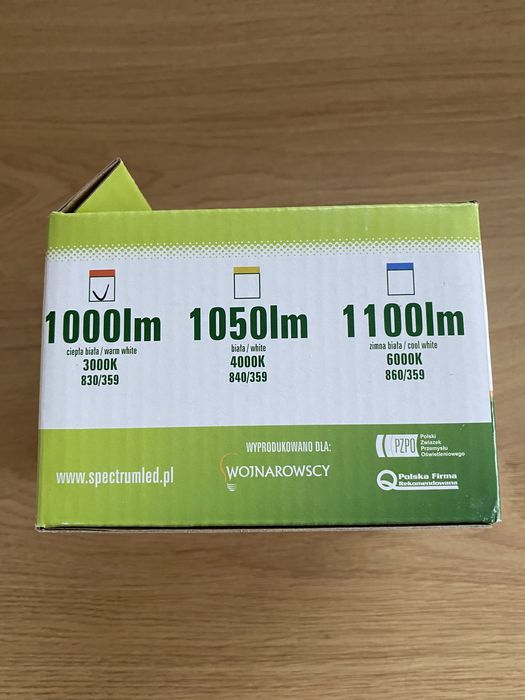 1000lm
ciepła biała / warm white
3000K
830/359
1050lm
biała / white
4000K
840/359
1100lm
zimna biała / cool white
6000K
860/359
www.spectrumled.pl
WYPRODUKOWANO DLA:
WOJNAROWSCY
PZPO
Polski
Związek
Przemysłu
Oświetleniowego
Q Polska Firma
Rekomendowana